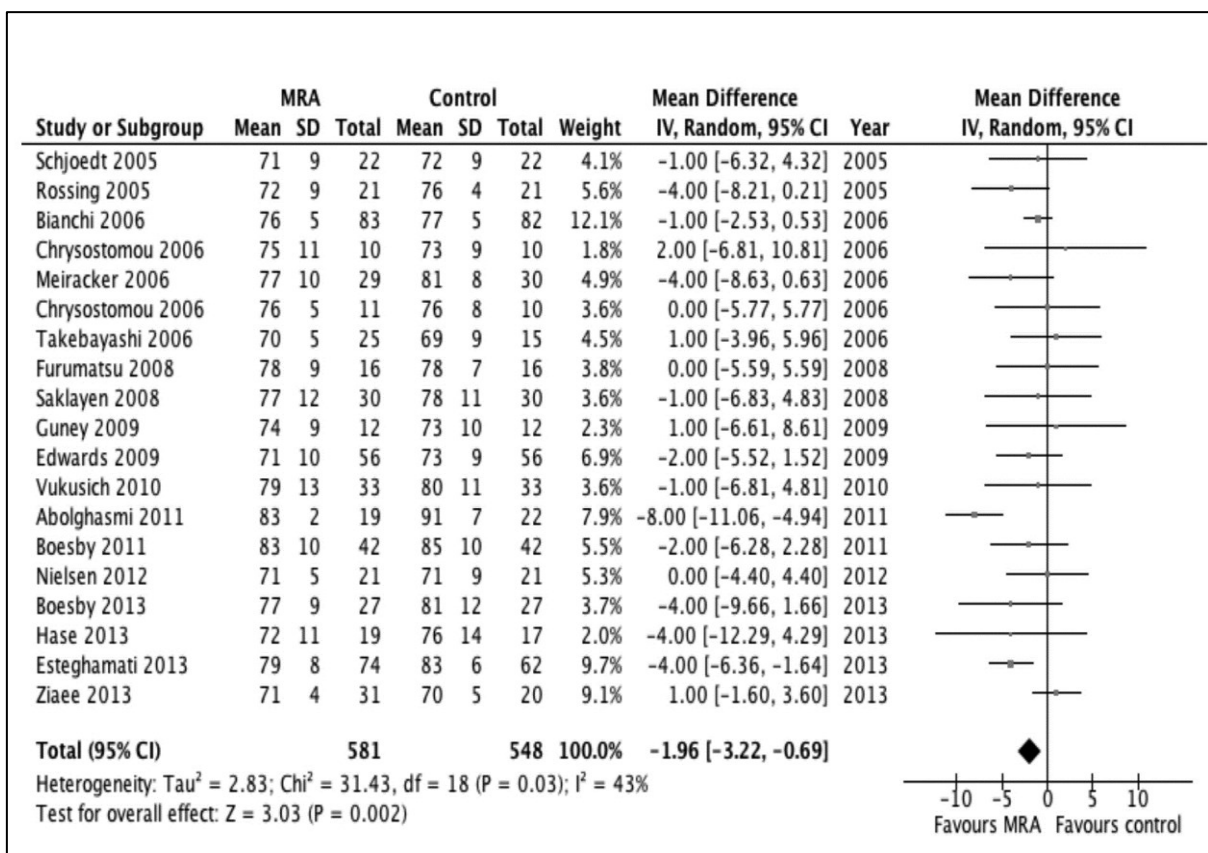 MRA Control Mean Difference Mean Difference
Study or Subgroup Mean SD Total Mean SD Total Weight IV, Random, 95% CI Year IV, Random, 95% CI
Schjoedt 2005 71 9 22 72 9 22 4.1% -1.00 [-6.32, 4.32] 2005
Rossing 2005 72 9 21 76 4 21 5.6% -4.00 [-8.21, 0.21] 2005
Bianchi 2006 76 5 83 77 5 82 12.1% -1.00 [-2.53, 0.53] 2006
Chrysostomou 2006 75 11 10 73 9 10 1.8% 2.00 [-6.81, 10.81] 2006
Meiracker 2006 77 10 29 81 8 30 4.9% -4.00 [-8.63, 0.63] 2006
Chrysostomou 2006 76 5 11 76 8 10 3.6% 0.00 [-5.77, 5.77] 2006
Takebayashi 2006 70 5 25 69 9 15 4.5% 1.00 [-3.96, 5.96] 2006
Furumatsu 2008 78 9 16 78 7 16 3.8% 0.00 [-5.59, 5.59] 2008
Saklayen 2008 77 12 30 78 11 30 3.6% -1.00 [-6.83, 4.83] 2008
Guney 2009 74 9 12 73 10 12 2.3% 1.00 [-6.61, 8.61] 2009
Edwards 2009 71 10 56 73 9 56 6.9% -2.00 [-5.52, 1.52] 2009
Vukusich 2010 79 13 33 80 11 33 3.6% -1.00 [-6.81, 4.81] 2010
Abolghasmi 2011 83 2 19 91 7 22 7.9% -8.00 [-11.06, -4.94] 2011
Boesby 2011 83 10 42 85 10 42 5.5% -2.00 [-6.28, 2.28] 2011
Nielsen 2012 71 5 21 71 9 21 5.3% 0.00 [-4.40, 4.40] 2012
Boesby 2013 77 9 27 81 12 27 3.7% -4.00 [-9.66, 1.66] 2013
Hase 2013 72 11 19 76 14 17 2.0% -4.00 [-12.29, 4.29] 2013
Esteghamati 2013 79 8 74 83 6 62 9.7% -4.00 [-6.36, -1.64] 2013
Ziaee 2013 71 4 31 70 5 20 9.1% 1.00 [-1.60, 3.60] 2013
Total (95% CI) 581 548 100.0% -1.96 [-3.22, -0.69]
Heterogeneity: Tau² = 2.83; Chi² = 31.43, df = 18 (P = 0.03); I² = 43%
Test for overall effect: Z = 3.03 (P = 0.002)
-10 -5 0 5 10
Favours MRA Favours control